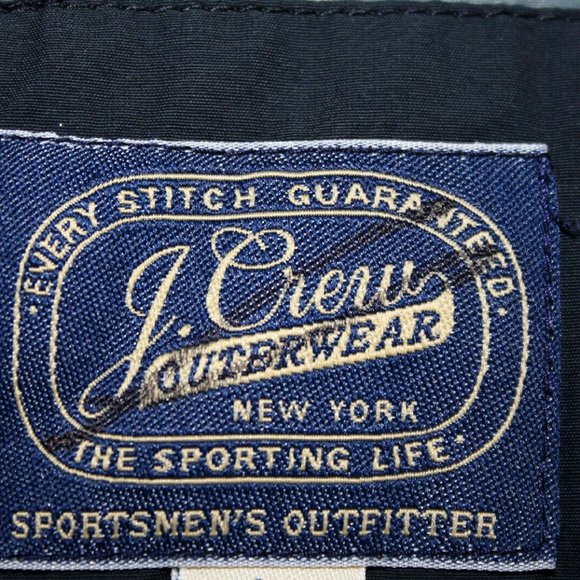 EVERY STITCH GUARANTEED
J. Crew
OUTERWEAR
NEW YORK
THE SPORTING LIFE
SPORTSMEN'S OUTFITTER